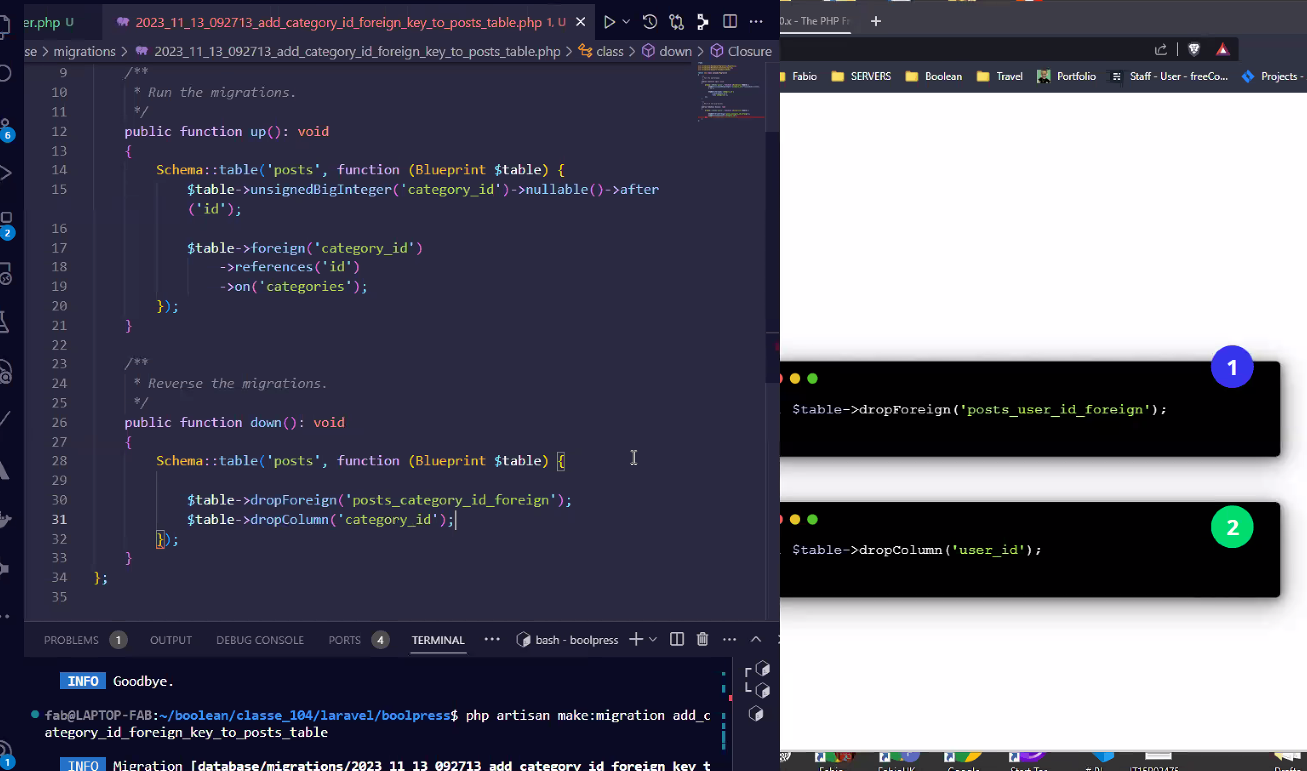 er.php U
2023_11_13_092713_add_category_id_foreign_key_to_posts_table.php 1, U
se > migrations > 2023_11_13_092713_add_category_id_foreign_key_to_posts_table.php > class > down > Closure
9 /**
10 * Run the migrations.
11 */
12 public function up(): void
13 {
14 Schema::table('posts', function (Blueprint $table) {
15 $table->unsignedBigInteger('category_id')->nullable()->after
('id');
16
17 $table->foreign('category_id')
18 ->references('id')
19 ->on('categories');
20 });
21 }
22
23 /**
24 * Reverse the migrations.
25 */
26 public function down(): void
27 {
28 Schema::table('posts', function (Blueprint $table) {
29
30 $table->dropForeign('posts_category_id_foreign');
31 $table->dropColumn('category_id');
32 });
33 }
34 };
35
6
2
1
PROBLEMS 1 OUTPUT DEBUG CONSOLE PORTS 4 TERMINAL ... bash - boolpress
INFO Goodbye.
fab@LAPTOP-FAB:~/boolean/classe_104/laravel/boolpress$ php artisan make:migration add_c
ategory_id_foreign_key_to_posts_table
INFO Migration [database/migrations/2023_11_13_092713_add_category_id_foreign_key_t
0.x - The PHP Fr
Fabio SERVERS Boolean Travel Portfolio Staff - User - freeCo... Projects -
1
$table->dropForeign('posts_user_id_foreign');
2
$table->dropColumn('user_id');